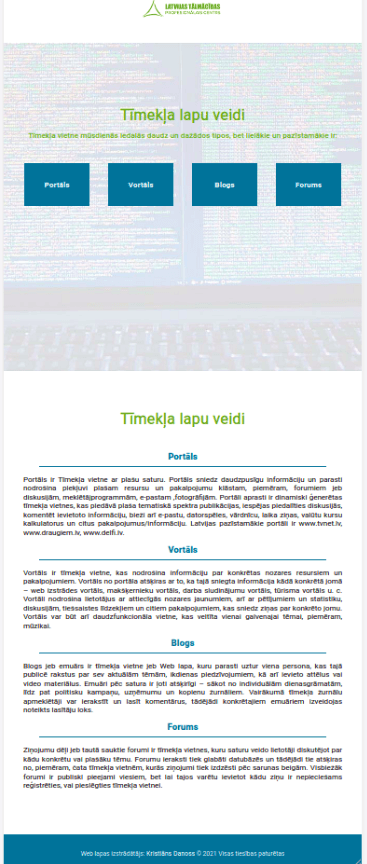 LATVIJAS TĀLMĀCĪBAS
PROFESIONĀLAIS CENTRS
Tīmekļa lapu veidi
Tīmekļa vietne mūsdienās iedalās daudz un dažādos tipos, bet lielākie un pazīstamākie ir:
Portāls
Vortāls
Blogs
Forums
Tīmekļa lapu veidi
Portāls
Portāls ir Tīmekļa vietne ar plašu saturu. Portāls sniedz daudzpusīgu informāciju un parasti
nodrošina piekļuvi plašam resursu un pakalpojumu klāstam, piemēram, forumiem jeb
diskusijām, meklētājprogrammām, e-pastam ,fotogrāfijām. Portāli aprasti ir dinamiski ģenerētas
tīmekļa vietnes, kas piedāvā plaša tematiskā spektra publikācijas, iespējas piedalīties diskusijās,
komentēt ievietoto informāciju, bieži arī e-pastu, datorspēles, vārdnīcu, laika ziņas, valūtu kursu
kalkulatorus un citus pakalpojumus/informāciju. Latvijas pazīstamākie portāli ir www.tvnet.lv,
www.draugiem.lv, www.delfi.lv.
Vortāls
Vortāls ir tīmekļa vietne, kas nodrošina informāciju par konkrētas nozares resursiem un
pakalpojumiem. Vortāls no portāla atšķiras ar to, ka tajā sniegta informācija kādā konkrētā jomā
– web izstrādes vortāls, makšķernieku vortāls, darba sludinājumu vortāls, tūrisma vortāls u. c.
Vortāli nodrošina lietotājus ar attiecīgās nozares jaunumiem, arī ar pētījumiem un statistiku,
diskusijām, tiešsaistes līdzekļiem un citiem pakalpojumiem, kas sniedz ziņas par konkrēto jomu.
Vortāls var būt arī daudzfunkcionāla vietne, kas veltīta vienai galvenajai tēmai, piemēram,
mūzikai.
Blogs
Blogs jeb emuārs ir tīmekļa vietne jeb Web lapa, kuru parasti uztur viena persona, kas tajā
publicē rakstus par sev aktuālām tēmām, ikdienas piedzīvojumiem, kā arī ievieto attēlus vai
video materiālus. Emuāri pēc satura ir ļoti atšķirīgi – sākot no individuālām dienasgrāmatām,
līdz pat politisku kampaņu, uzņēmumu un kopienu žurnāliem. Vairākumā tīmekļa žurnālu
apmeklētāji var ierakstīt un lasīt komentārus, tādējādi konkrētajiem emuāriem izveidojas
noteikts lasītāju loks.
Forums
Ziņojumu dēļi jeb tautā sauktie forumi ir tīmekļa vietnes, kuru saturu veido lietotāji diskutējot par
kādu konkrētu vai plašāku tēmu. Forumu ieraksti tiek glabāti datubāzēs un tādējādi tie atšķiras
no, piemēram, čata tīmekļa vietnēm, kurās ziņojumi tiek izdzēsti pēc sarunas beigām. Visbiežāk
forumi ir publiski pieejami visiem, bet lai tajos varētu ievietot kādu ziņu ir nepieciešams
reģistrēties, vai pieslēgties tīmekļa vietnei.
Web lapas izstrādātājs: Kristiāns Danoss © 2021 Visas tiesības paturētas